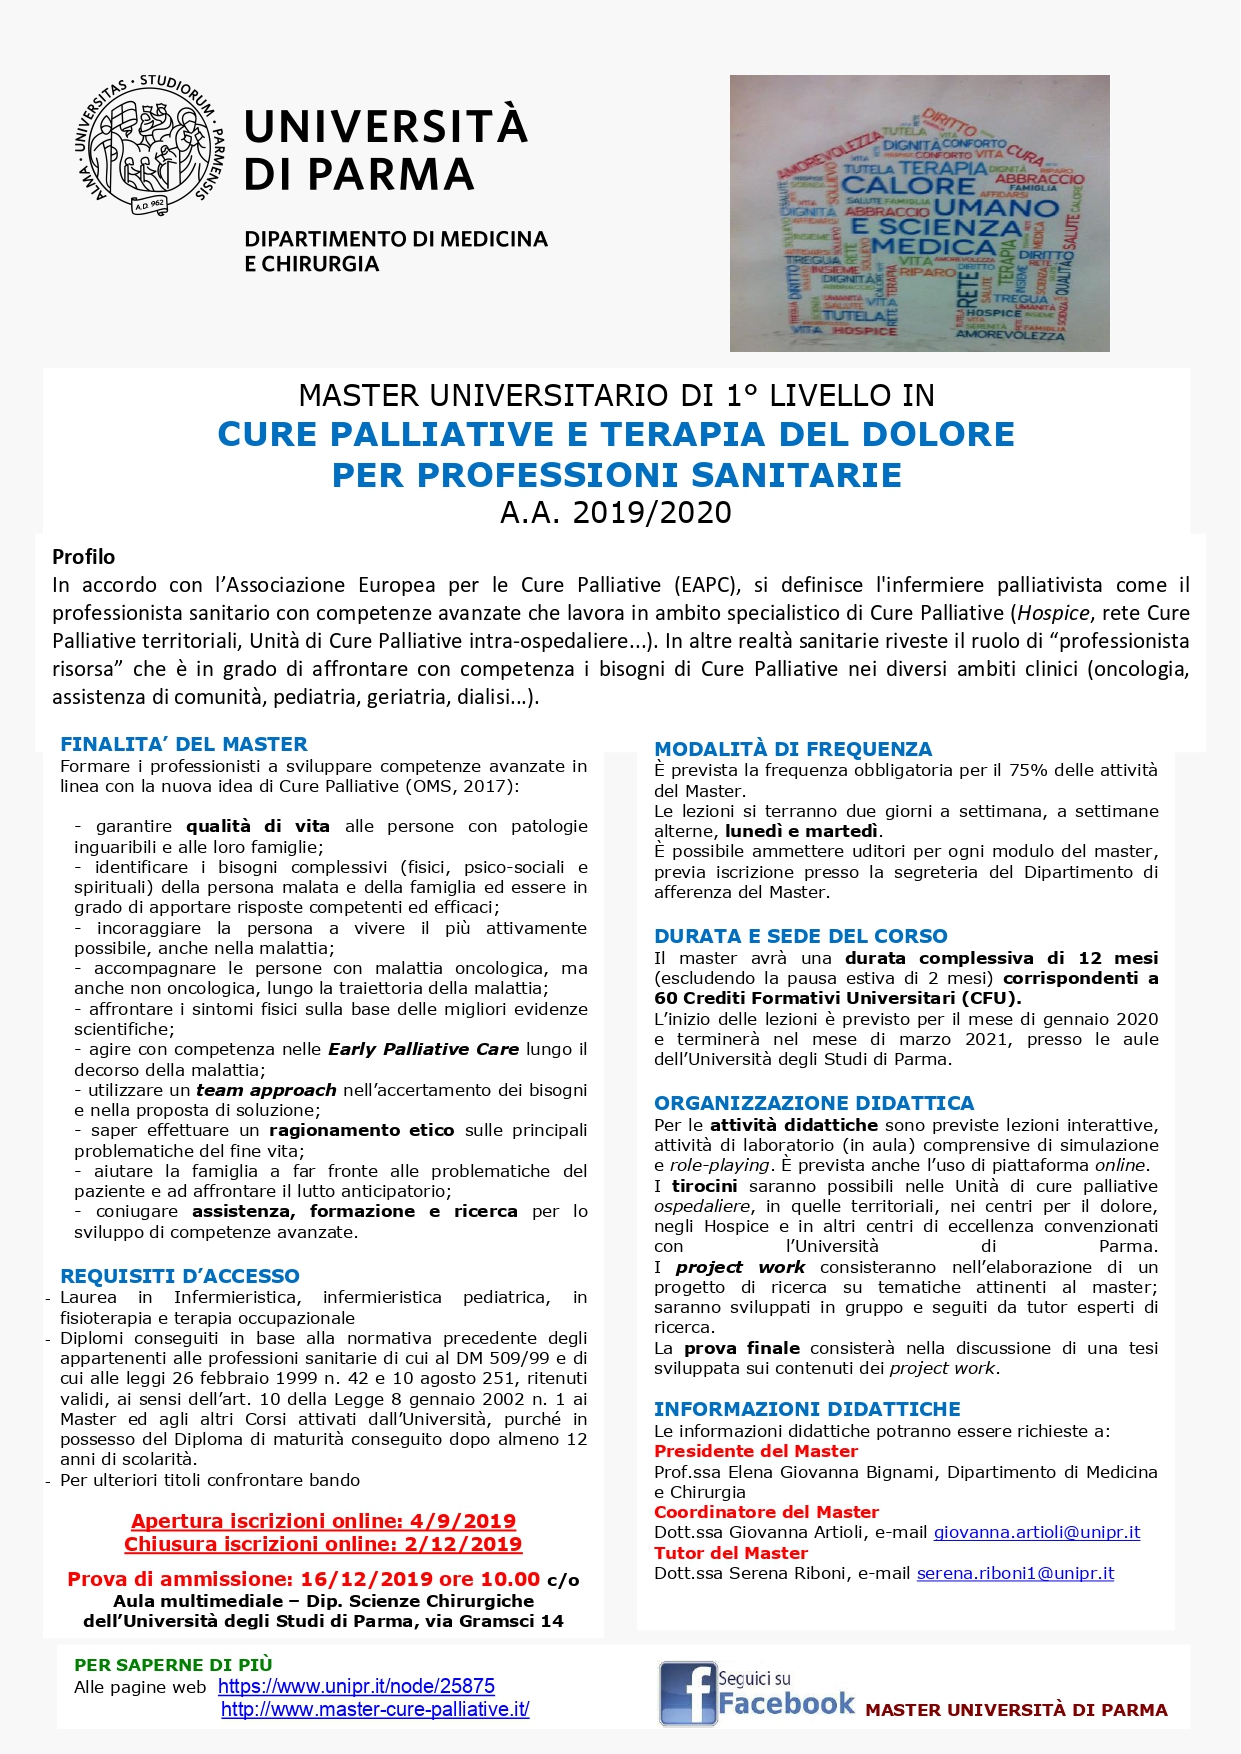 ALMA · UNIVERSITAS · STUDIORUM · PARMENSIS
A.D. 962
UNIVERSITÀ
DI PARMA
DIPARTIMENTO DI MEDICINA
E CHIRURGIA
DIRITTO
AMOREVOLEZZA
TUTELA
DIGNITÀ CONFORTO
CONFORTO VITA CURA
TUTELA TERAPIA
CALORE ABBRACCIO
FAMIGLIA
SALUTE FAMIGLIA UMANO
DIGNITÀ ABBRACCIO
E SCIENZA
MEDICA
TREGUA INSIEME VITA
RIPARO
DIRITTO
TERAPIA
QUALITÀ
SALUTE
RETE
TREGUA
HOSPICE
TUTELA
VITA HOSPICE
AMOREVOLEZZA
MASTER UNIVERSITARIO DI 1° LIVELLO IN
CURE PALLIATIVE E TERAPIA DEL DOLORE
PER PROFESSIONI SANITARIE
A.A. 2019/2020
Profilo
In accordo con l’Associazione Europea per le Cure Palliative (EAPC), si definisce l'infermiere palliativista come il
professionista sanitario con competenze avanzate che lavora in ambito specialistico di Cure Palliative (Hospice, rete Cure
Palliative territoriali, Unità di Cure Palliative intra-ospedaliere...). In altre realtà sanitarie riveste il ruolo di “professionista
risorsa” che è in grado di affrontare con competenza i bisogni di Cure Palliative nei diversi ambiti clinici (oncologia,
assistenza di comunità, pediatria, geriatria, dialisi...).
FINALITA’ DEL MASTER
Formare i professionisti a sviluppare competenze avanzate in
linea con la nuova idea di Cure Palliative (OMS, 2017):
- garantire qualità di vita alle persone con patologie
inguaribili e alle loro famiglie;
- identificare i bisogni complessivi (fisici, psico-sociali e
spirituali) della persona malata e della famiglia ed essere in
grado di apportare risposte competenti ed efficaci;
- incoraggiare la persona a vivere il più attivamente
possibile, anche nella malattia;
- accompagnare le persone con malattia oncologica, ma
anche non oncologica, lungo la traiettoria della malattia;
- affrontare i sintomi fisici sulla base delle migliori evidenze
scientifiche;
- agire con competenza nelle Early Palliative Care lungo il
decorso della malattia;
- utilizzare un team approach nell’accertamento dei bisogni
e nella proposta di soluzione;
- saper effettuare un ragionamento etico sulle principali
problematiche del fine vita;
- aiutare la famiglia a far fronte alle problematiche del
paziente e ad affrontare il lutto anticipatorio;
- coniugare assistenza, formazione e ricerca per lo
sviluppo di competenze avanzate.
REQUISITI D’ACCESSO
- Laurea in Infermieristica, infermieristica pediatrica, in
fisioterapia e terapia occupazionale
- Diplomi conseguiti in base alla normativa precedente degli
appartenenti alle professioni sanitarie di cui al DM 509/99 e di
cui alle leggi 26 febbraio 1999 n. 42 e 10 agosto 251, ritenuti
validi, ai sensi dell’art. 10 della Legge 8 gennaio 2002 n. 1 ai
Master ed agli altri Corsi attivati dall’Università, purché in
possesso del Diploma di maturità conseguito dopo almeno 12
anni di scolarità.
- Per ulteriori titoli confrontare bando
Apertura iscrizioni online: 4/9/2019
Chiusura iscrizioni online: 2/12/2019
Prova di ammissione: 16/12/2019 ore 10.00 c/o
Aula multimediale – Dip. Scienze Chirurgiche
dell’Università degli Studi di Parma, via Gramsci 14
MODALITÀ DI FREQUENZA
È prevista la frequenza obbligatoria per il 75% delle attività
del Master.
Le lezioni si terranno due giorni a settimana, a settimane
alterne, lunedì e martedì.
È possibile ammettere uditori per ogni modulo del master,
previa iscrizione presso la segreteria del Dipartimento di
afferenza del Master.
DURATA E SEDE DEL CORSO
Il master avrà una durata complessiva di 12 mesi
(escludendo la pausa estiva di 2 mesi) corrispondenti a
60 Crediti Formativi Universitari (CFU).
L’inizio delle lezioni è previsto per il mese di gennaio 2020
e terminerà nel mese di marzo 2021, presso le aule
dell’Università degli Studi di Parma.
ORGANIZZAZIONE DIDATTICA
Per le attività didattiche sono previste lezioni interattive,
attività di laboratorio (in aula) comprensive di simulazione
e role-playing. È prevista anche l’uso di piattaforma online.
I tirocini saranno possibili nelle Unità di cure palliative
ospedaliere, in quelle territoriali, nei centri per il dolore,
negli Hospice e in altri centri di eccellenza convenzionati
con l’Università di Parma.
I project work consisteranno nell’elaborazione di un
progetto di ricerca su tematiche attinenti al master;
saranno sviluppati in gruppo e seguiti da tutor esperti di
ricerca.
La prova finale consisterà nella discussione di una tesi
sviluppata sui contenuti dei project work.
INFORMAZIONI DIDATTICHE
Le informazioni didattiche potranno essere richieste a:
Presidente del Master
Prof.ssa Elena Giovanna Bignami, Dipartimento di Medicina
e Chirurgia
Coordinatore del Master
Dott.ssa Giovanna Artioli, e-mail giovanna.artioli@unipr.it
Tutor del Master
Dott.ssa Serena Riboni, e-mail serena.riboni1@unipr.it
PER SAPERNE DI PIÙ
Alle pagine web https://www.unipr.it/node/25875
http://www.master-cure-palliative.it/
Seguici su
Facebook MASTER UNIVERSITÀ DI PARMA